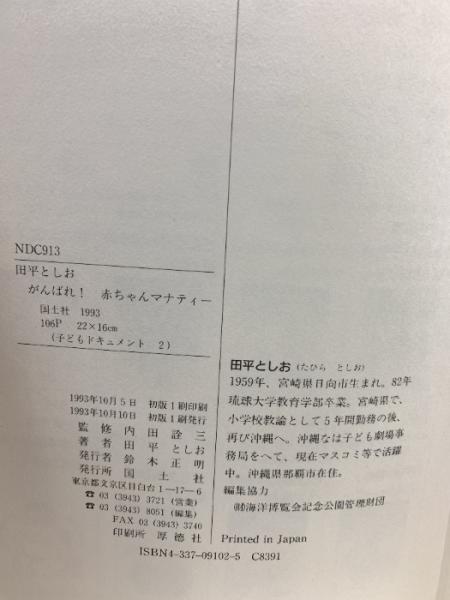 NDC913
田平としお
がんばれ! 赤ちゃんマナティー
国土社 1993
106P 22×16cm
(子どもドキュメント 2)
1993年10月5日 初版1刷印刷
1993年10月10日 初版1刷発行
監修 内田詮三
著者 田平としお
発行者 鈴木正明
発行所 国土社
東京都文京区目白台1-17-6
☎ 03 (3943) 3721 (営業)
☎ 03 (3943) 8051 (編集)
FAX 03 (3943) 3740
印刷所 厚徳社
ISBN4-337-09102-5 C8391
田平としお(たひら としお)
1959年、宮崎県日向市生まれ。82年
琉球大学教育学部卒業。宮崎県で、
小学校教諭として5年間勤務の後、
再び沖縄へ。沖縄なは子ども劇場事
務局をへて、現在マスコミ等で活躍
中。沖縄県那覇市在住。
編集協力
㈶海洋博覧会記念公園管理財団
Printed in Japan